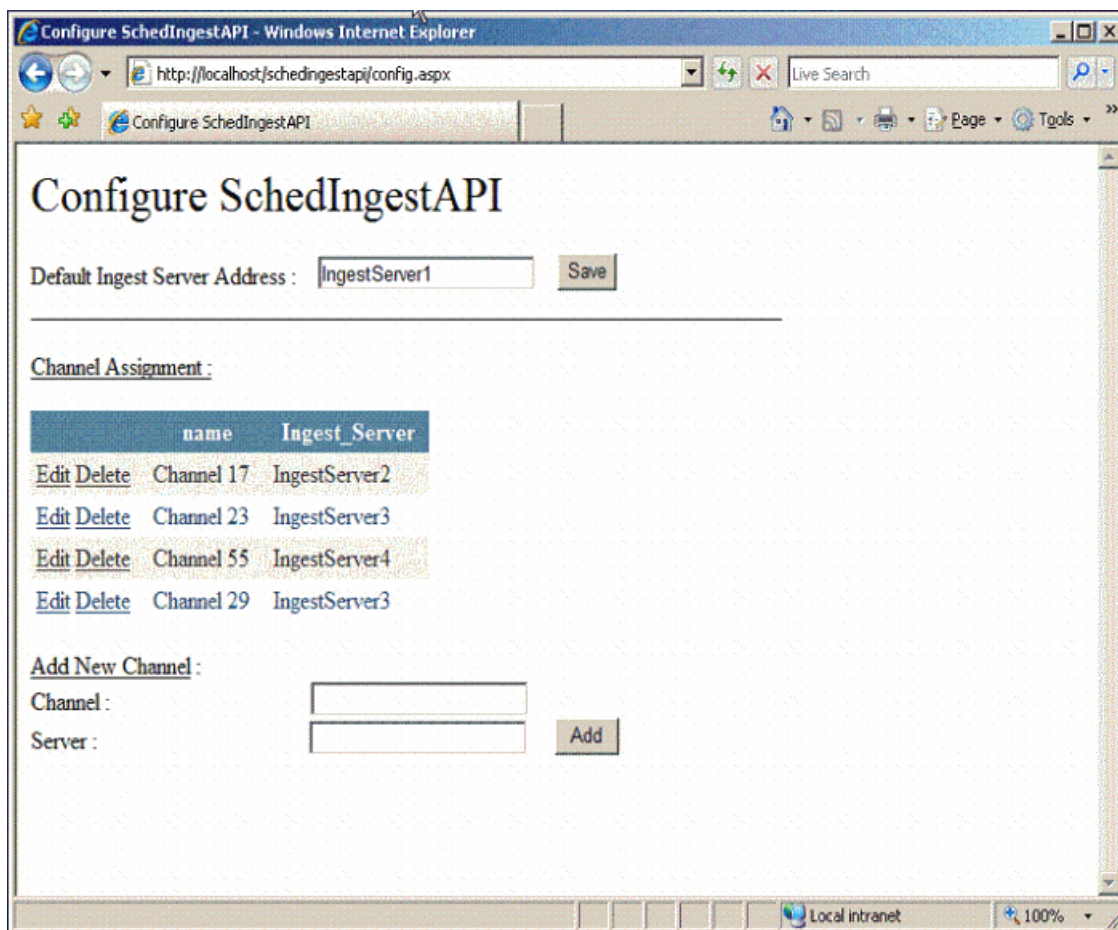 Configure SchedIngestAPI - Windows Internet Explorer
http://localhost/schedingestapi/config.aspx
Live Search
Configure SchedIngestAPI
Page
Tools
»
Configure SchedIngestAPI
Default Ingest Server Address : IngestServer1 Save
Channel Assignment :
name Ingest_Server
Edit Delete Channel 17 IngestServer2
Edit Delete Channel 23 IngestServer3
Edit Delete Channel 55 IngestServer4
Edit Delete Channel 29 IngestServer3
Add New Channel :
Channel :
Server : Add
Local intranet 100%